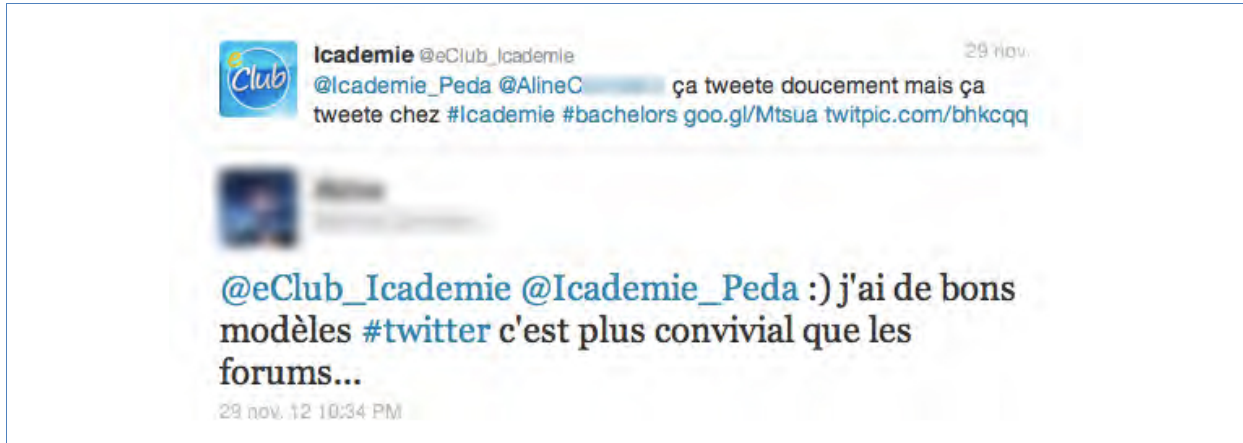 e
Club
Icademie @eClub_Icademie
29 nov.
@Icademie_Peda @AlineC ça tweete doucement mais ça
tweete chez #Icademie #bachelors goo.gl/Mtsua twitpic.com/bhkcqq
@eClub_Icademie @Icademie_Peda :) j'ai de bons
modèles #twitter c'est plus convivial que les
forums...
29 nov. 12 10:34 PM